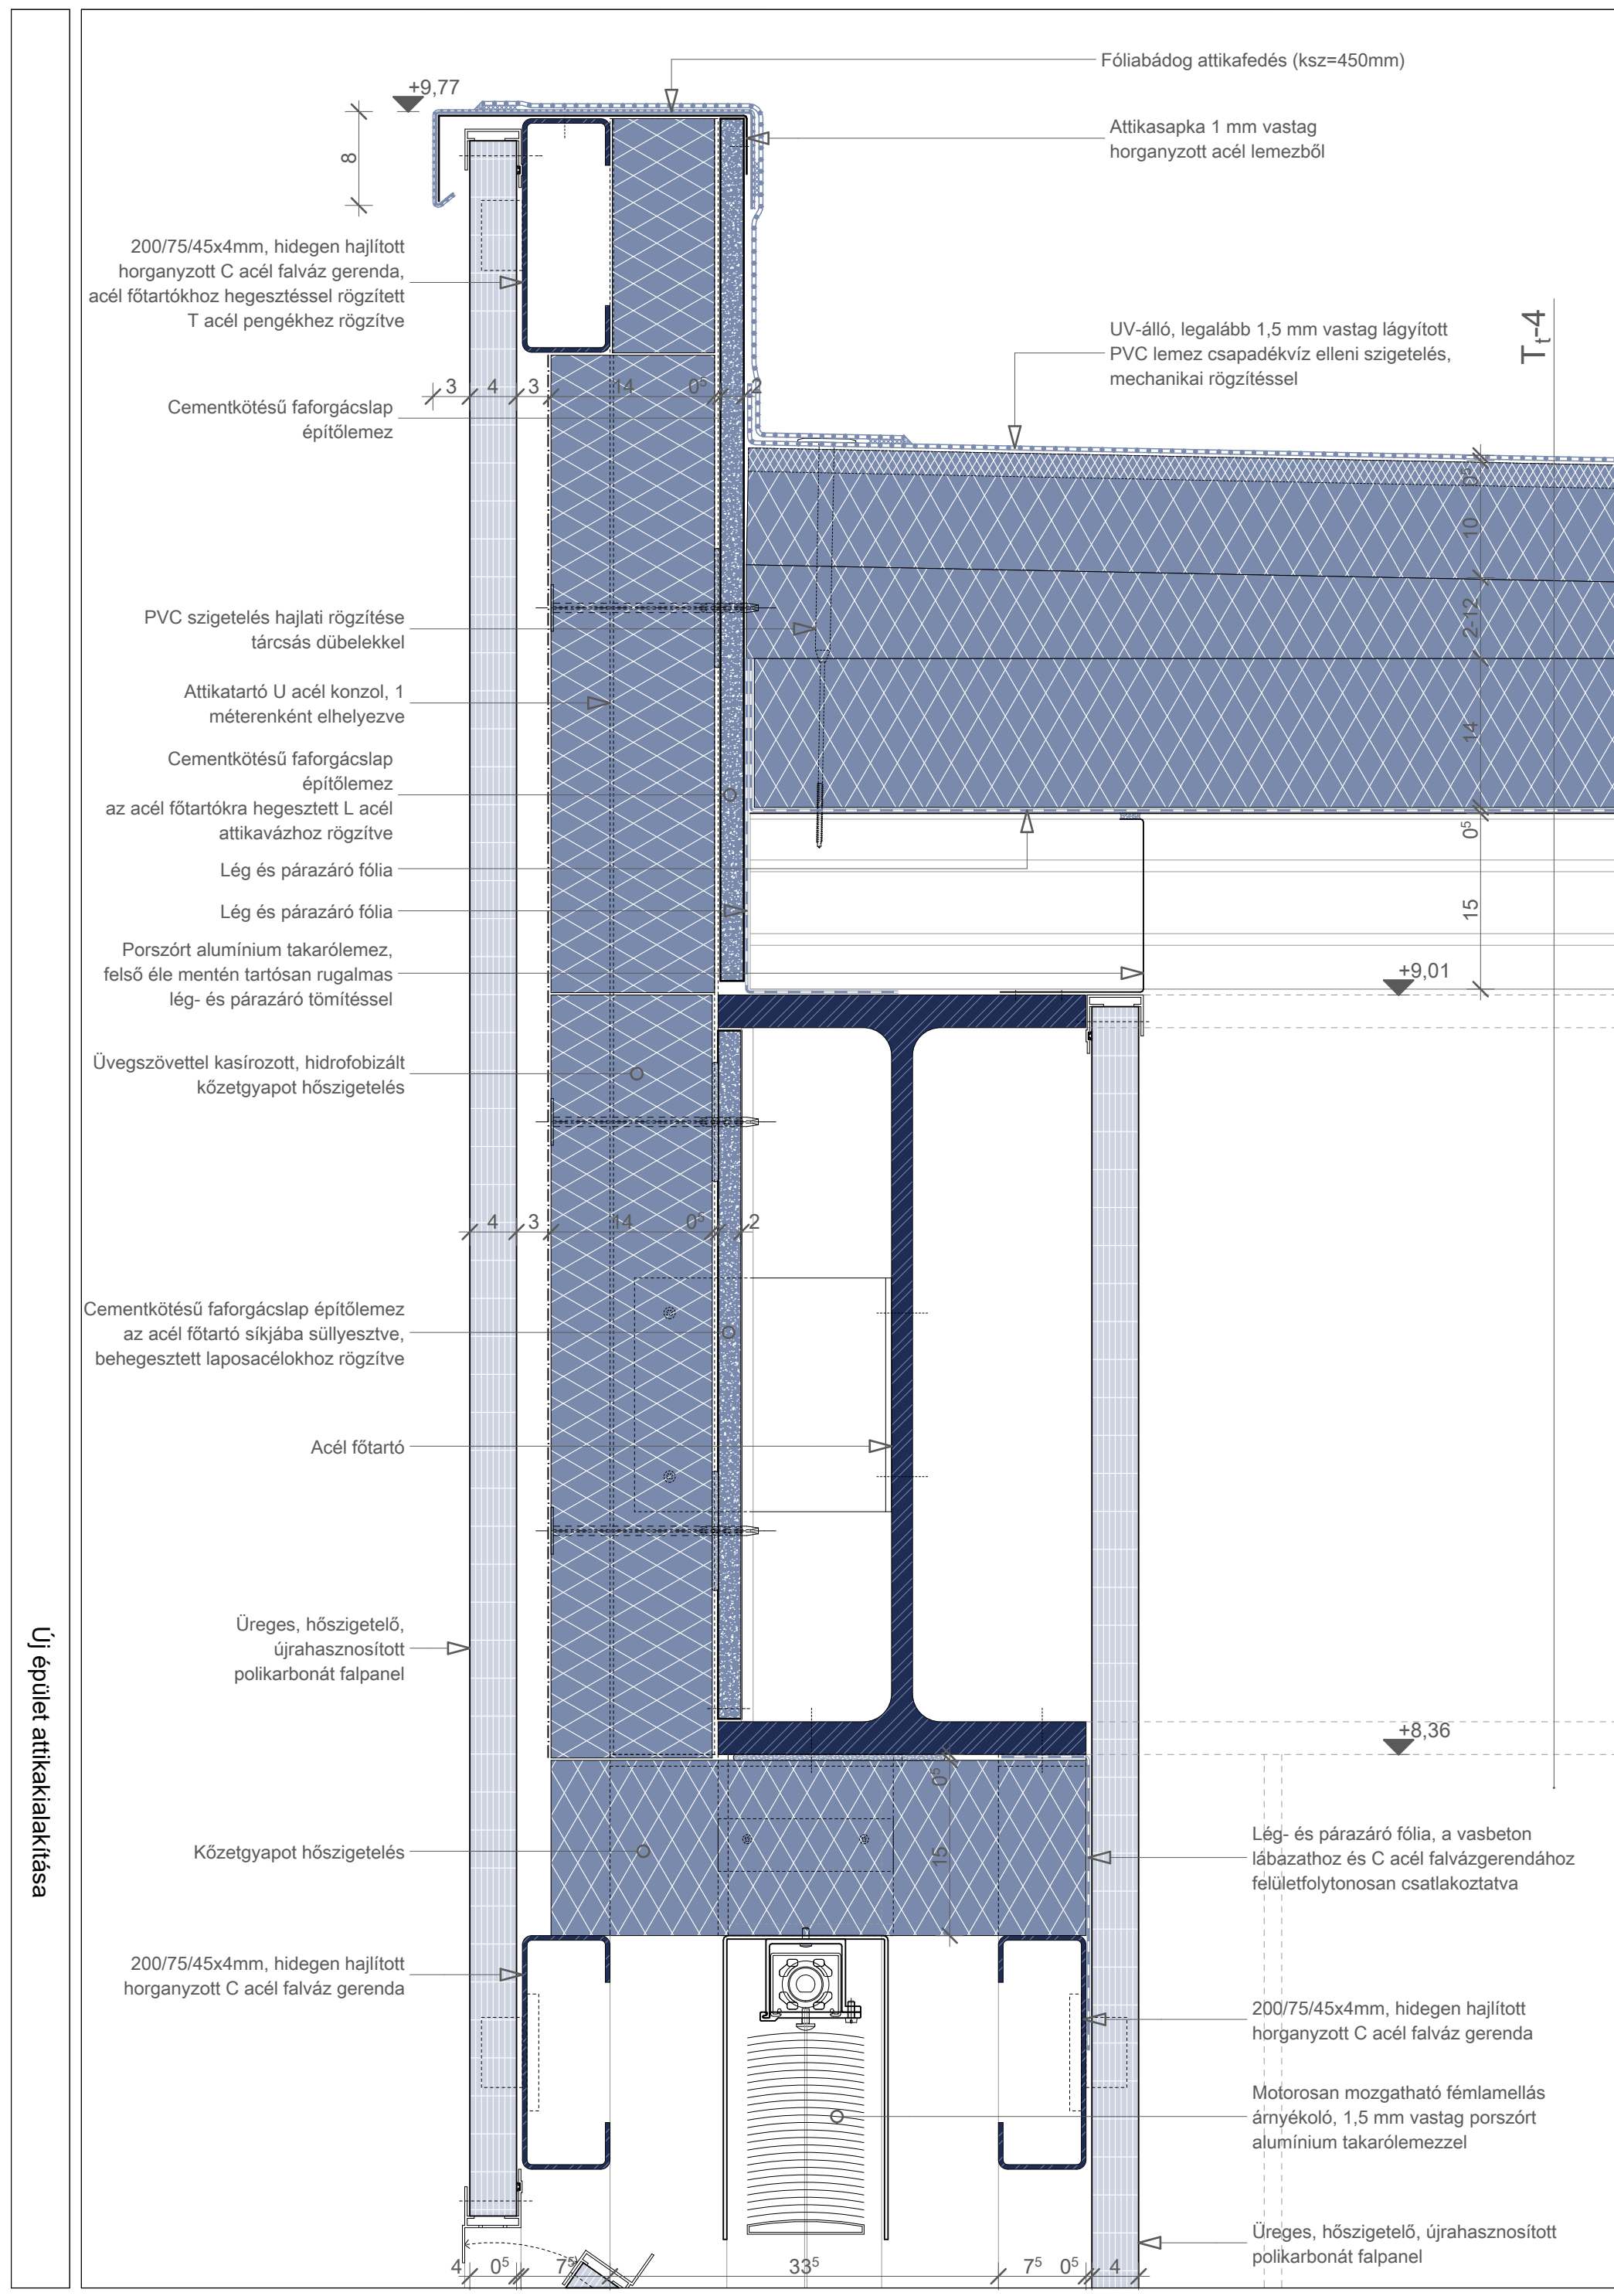 Fóliabádog attikafedés (ksz=450mm)
+9,77
Attikasapka 1 mm vastag
horganyzott acél lemezből
8
200/75/45x4mm, hidegen hajlított
horganyzott C acél falváz gerenda,
acél főtartókhoz hegesztéssel rögzített
T acél pengékhez rögzítve
UV-álló, legalább 1,5 mm vastag lágyított
PVC lemez csapadékvíz elleni szigetelés,
mechanikai rögzítéssel
Tt-4
3 4 3 14 0⁵ 2
Cementkötésű faforgácslap
építőlemez
0⁵
10
2-12
14
0⁵
15
PVC szigetelés hajlati rögzítése
tárcsás dübelekkel
Attikatartó U acél konzol, 1
méterenként elhelyezve
Cementkötésű faforgácslap
építőlemez
az acél főtartókra hegesztett L acél
attikavázhoz rögzítve
Lég és párazáró fólia
Lég és párazáró fólia
Porszórt alumínium takarólemez,
felső éle mentén tartósan rugalmas
lég- és párazáró tömítéssel
+9,01
Üvegszövettel kasírozott, hidrofobizált
kőzetgyapot hőszigetelés
4 3 14 0⁵ 2
Cementkötésű faforgácslap építőlemez
az acél főtartó síkjába süllyesztve,
behegesztett laposacélokhoz rögzítve
Acél főtartó
Üreges, hőszigetelő,
újrahasznosított
polikarbonát falpanel
Új épület attikakialakítása
+8,36
0⁵
15
Kőzetgyapot hőszigetelés
Lég- és párazáró fólia, a vasbeton
lábazathoz és C acél falvázgerendához
felületfolytonosan csatlakoztatva
200/75/45x4mm, hidegen hajlított
horganyzott C acél falváz gerenda
200/75/45x4mm, hidegen hajlított
horganyzott C acél falváz gerenda
Motorosan mozgatható fémlamellás
árnyékoló, 1,5 mm vastag porszórt
alumínium takarólemezzel
Üreges, hőszigetelő, újrahasznosított
polikarbonát falpanel
4 0⁵ 7⁵ 33⁵ 7⁵ 0⁵ 4